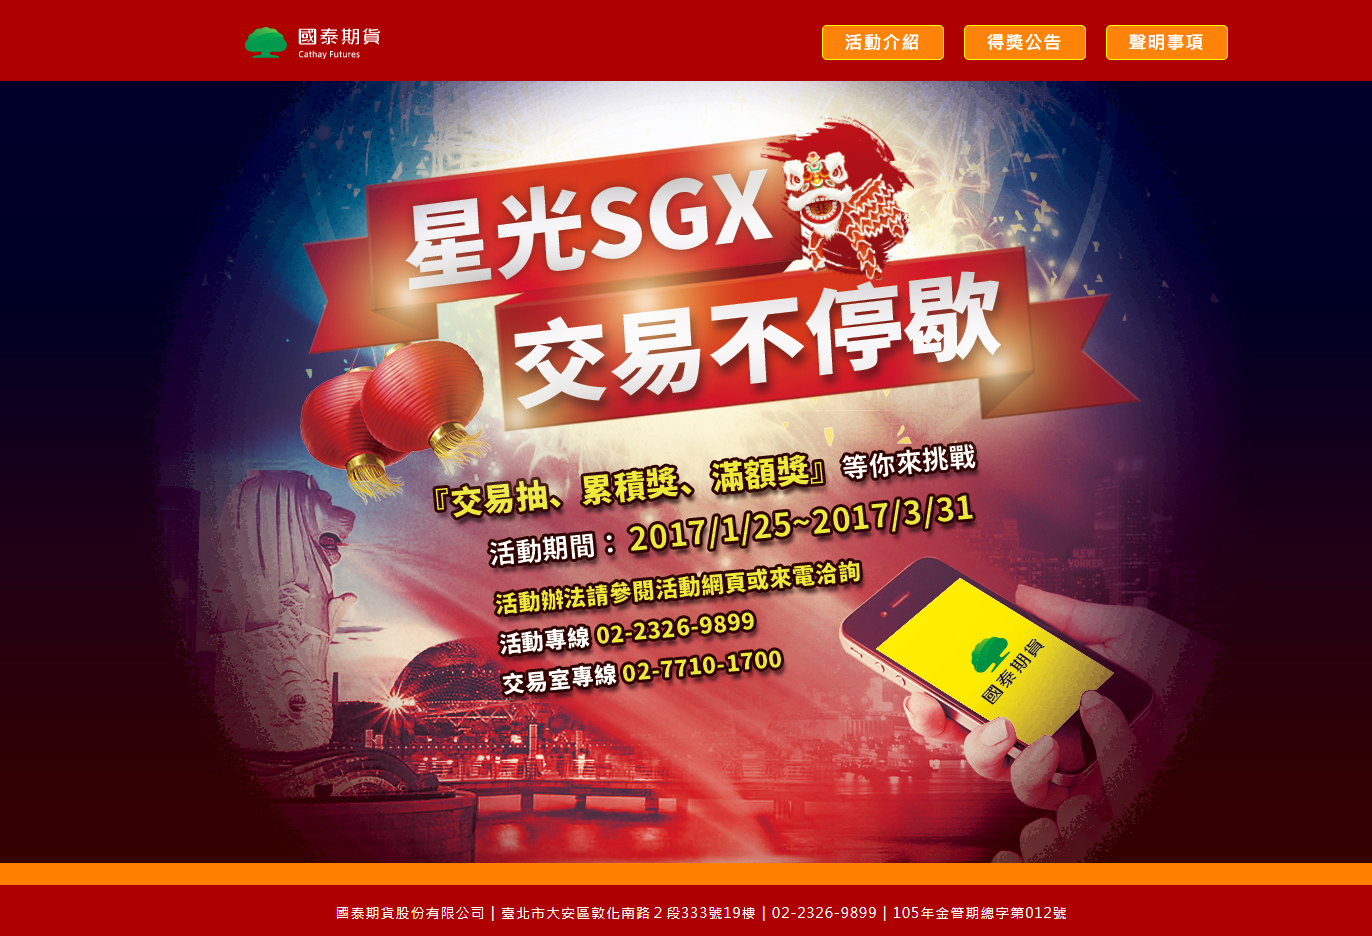 國泰期貨
Cathay Futures
活動介紹
得獎公告
聲明事項
星光SGX
交易不停歇
『交易抽、累積獎、滿額獎』等你來挑戰
活動期間：2017/1/25~2017/3/31
活動辦法請參閱活動網頁或來電洽詢
活動專線 02-2326-9899
交易室專線 02-7710-1700
NEW
YORKER
國泰期貨
國泰期貨股份有限公司 | 臺北市大安區敦化南路２段333號19樓 | 02-2326-9899 | 105年金管期總字第012號